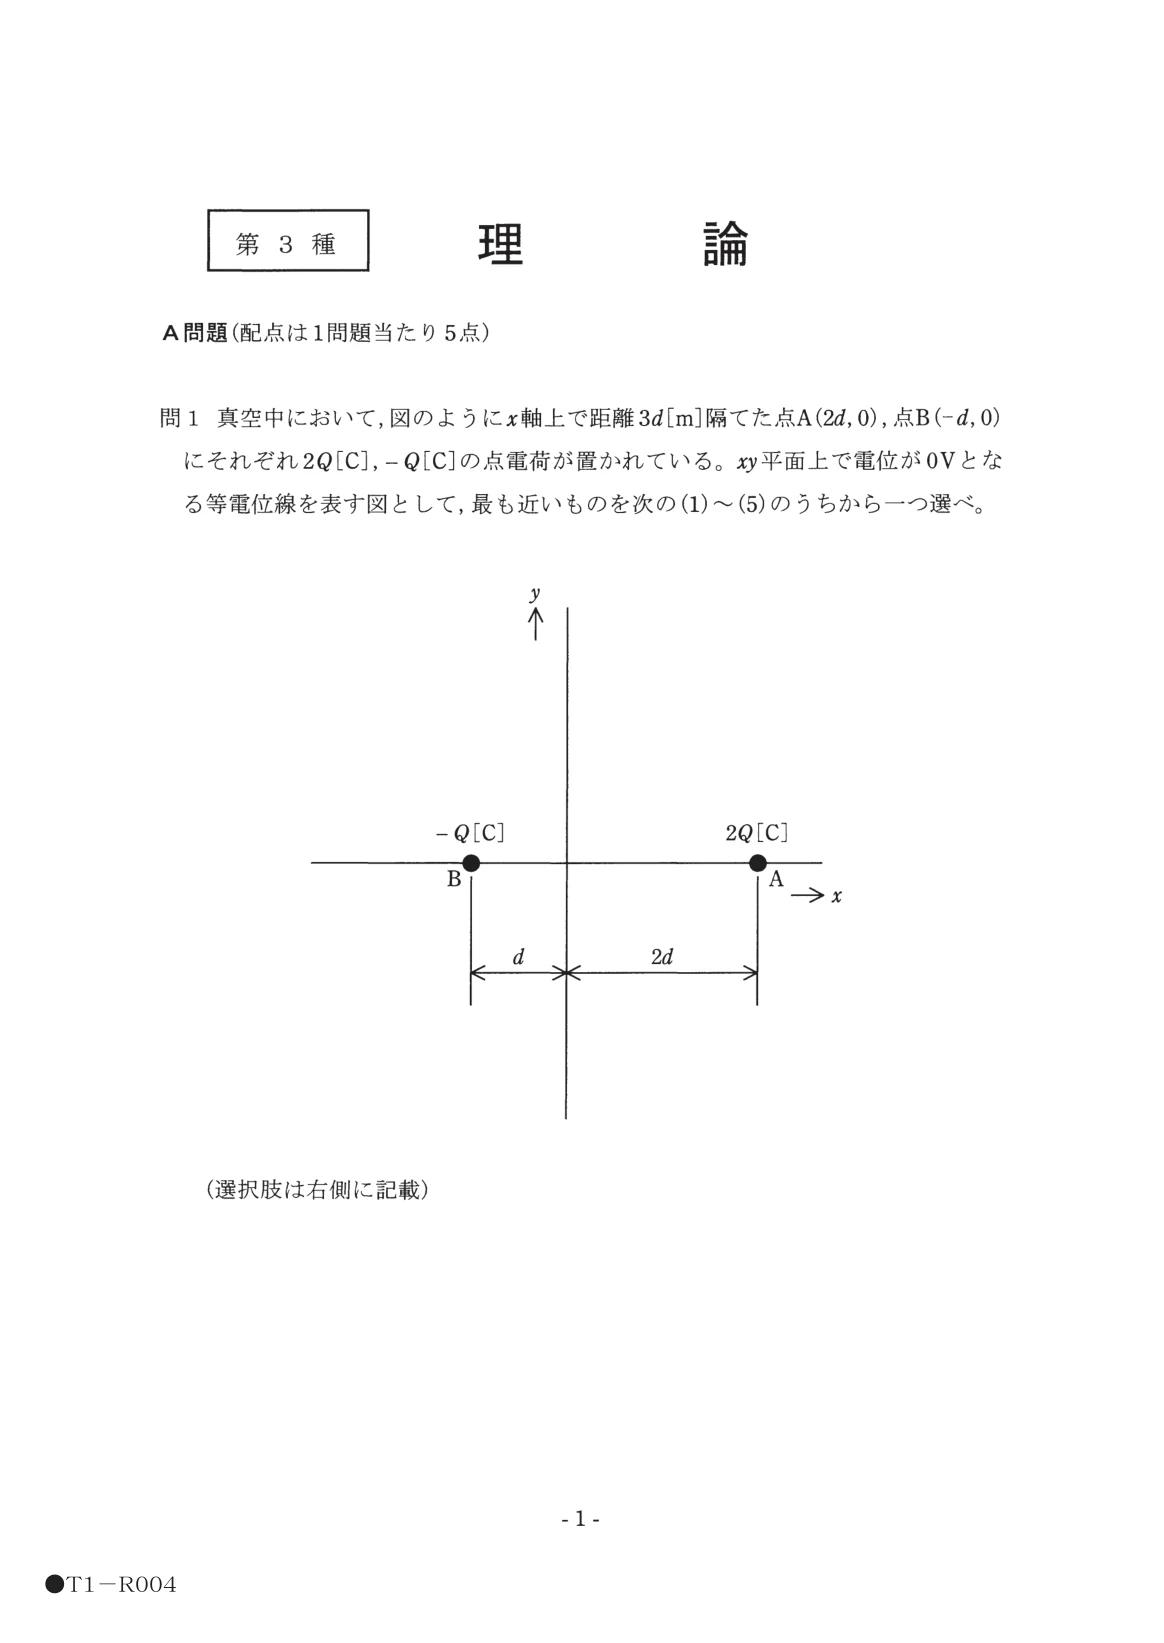 第 3 種
理 論
A問題(配点は1問題当たり5点)
問1 真空中において,図のようにx軸上で距離3d[m]隔てた点A(2d,0),点B(-d,0)
にそれぞれ2Q[C],-Q[C]の点電荷が置かれている。xy平面上で電位が0Vとな
る等電位線を表す図として,最も近いものを次の(1)~(5)のうちから一つ選べ。
y
-Q[C] 2Q[C]
B A
x
d 2d
(選択肢は右側に記載)
- 1 -
●T1-R004